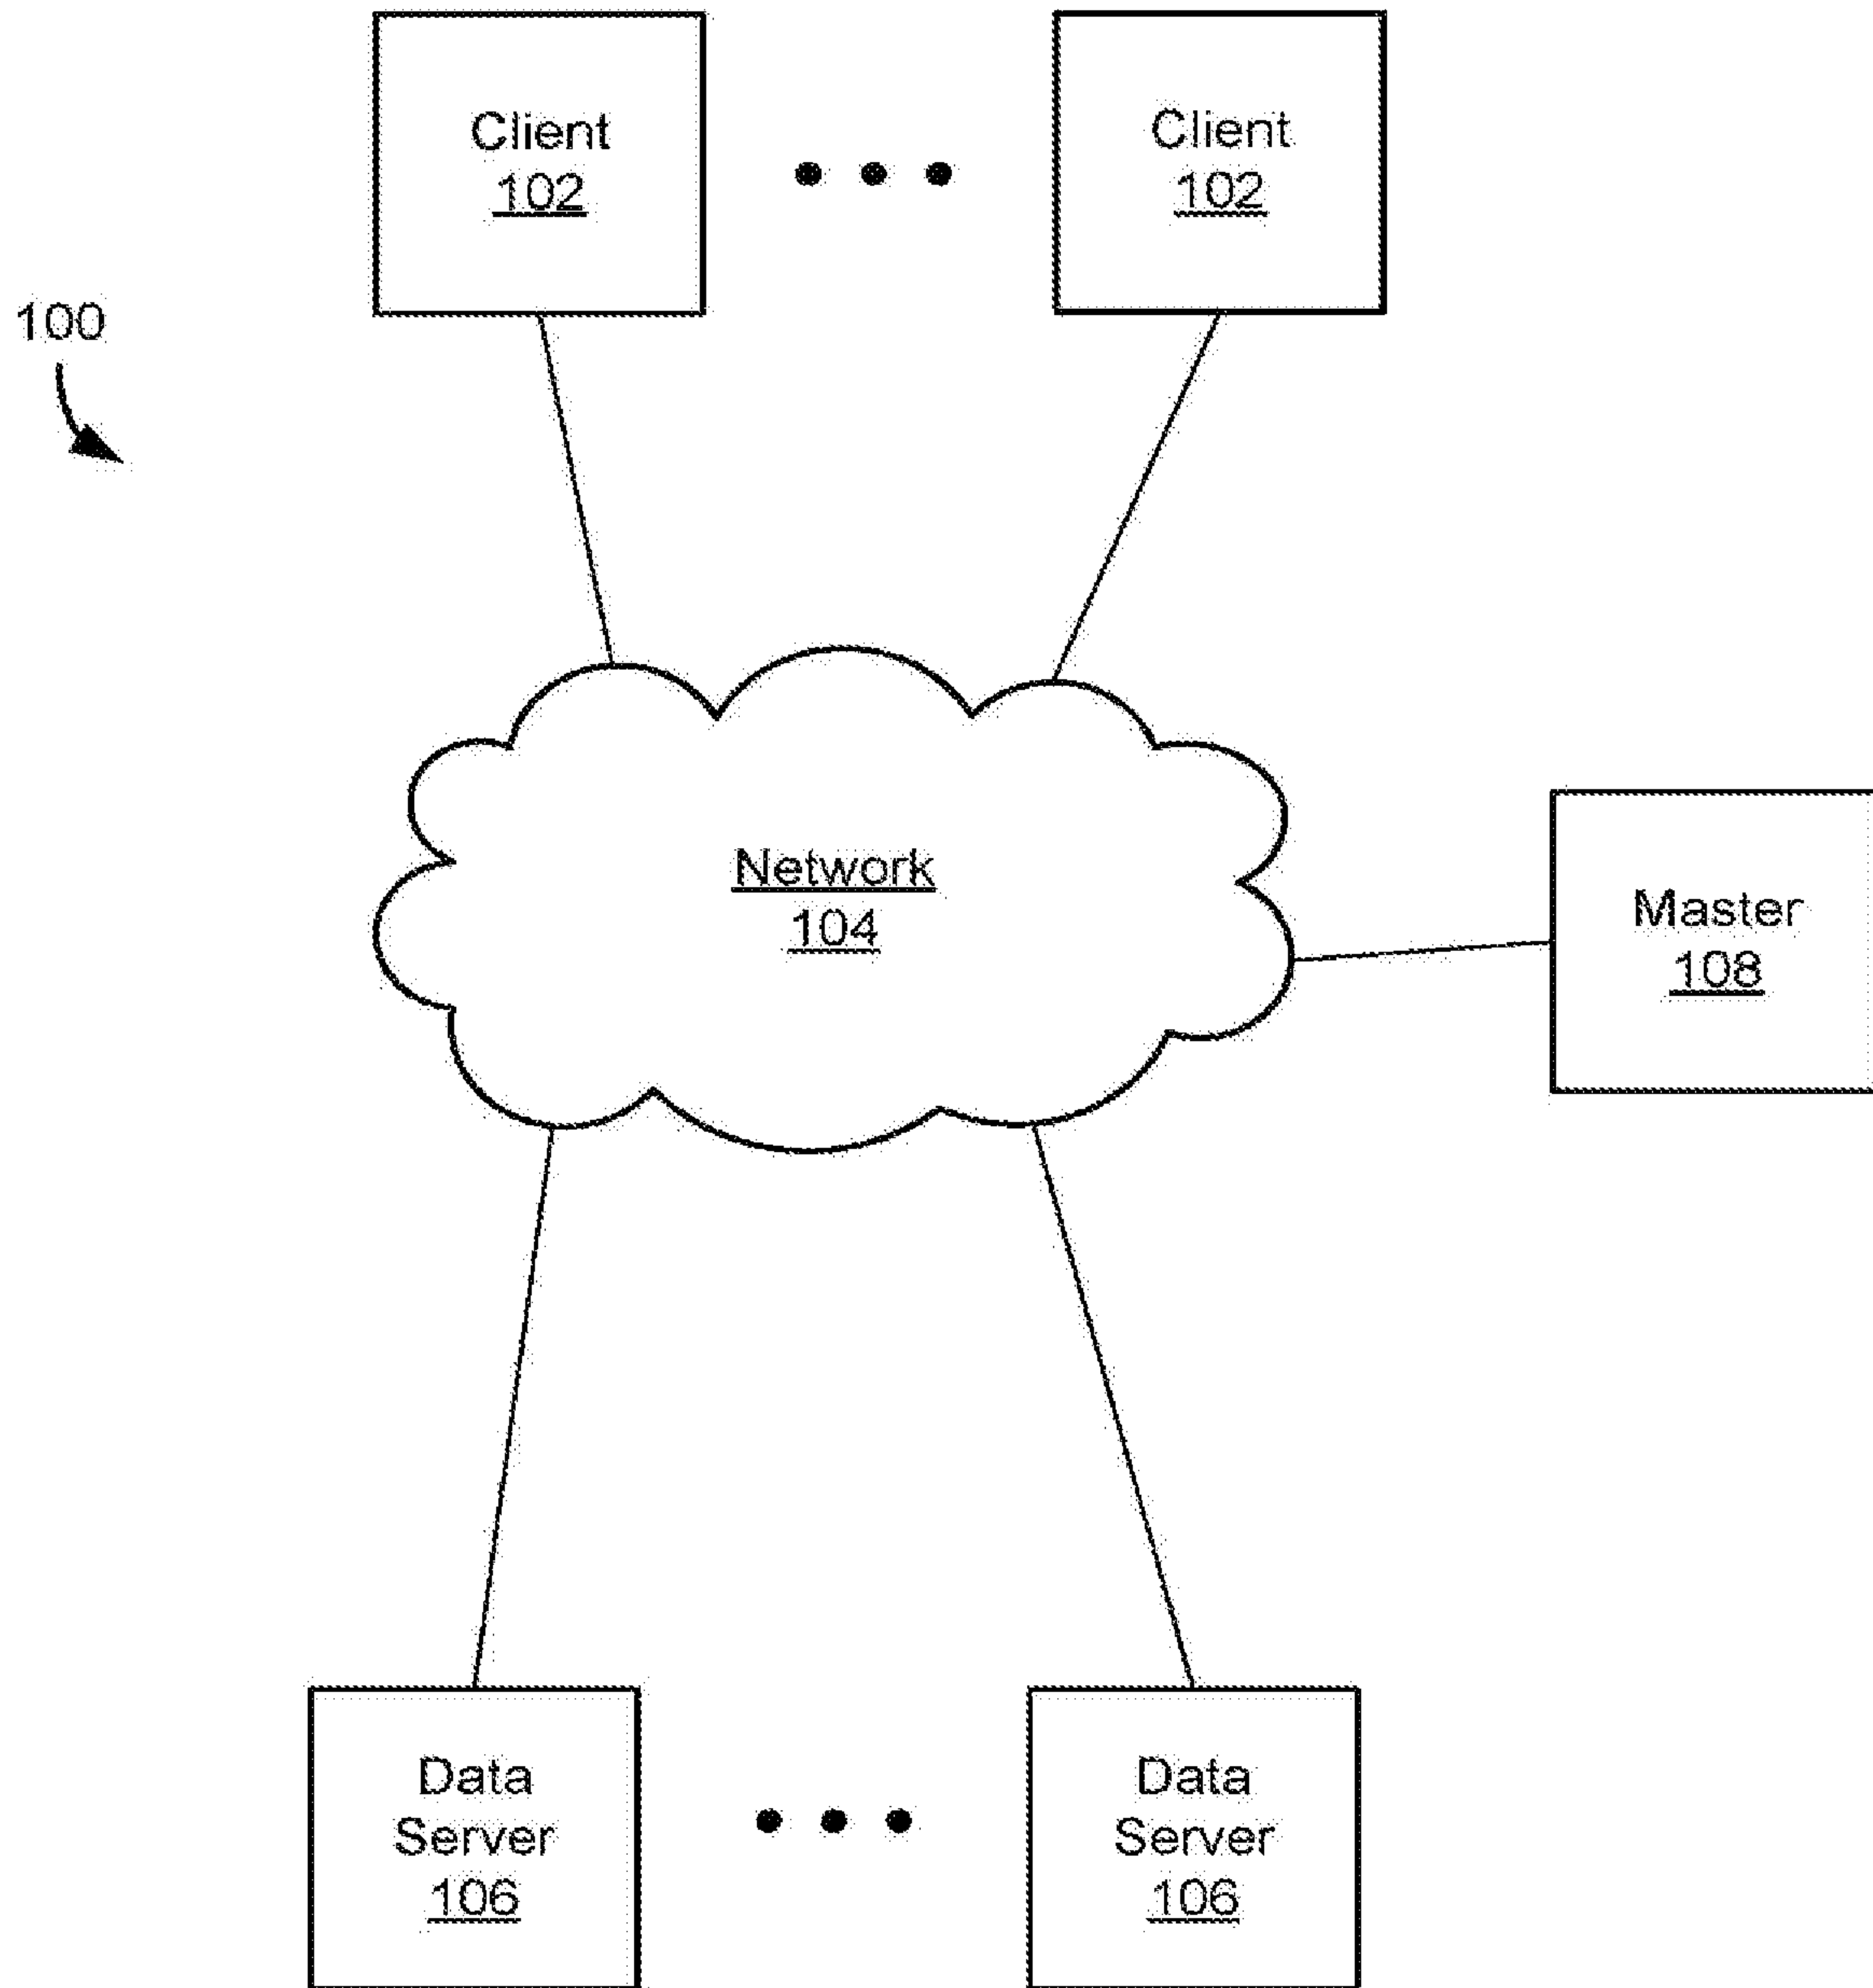 Client
102
Client
102
100
Network
104
Master
108
Data
Server
106
Data
Server
106